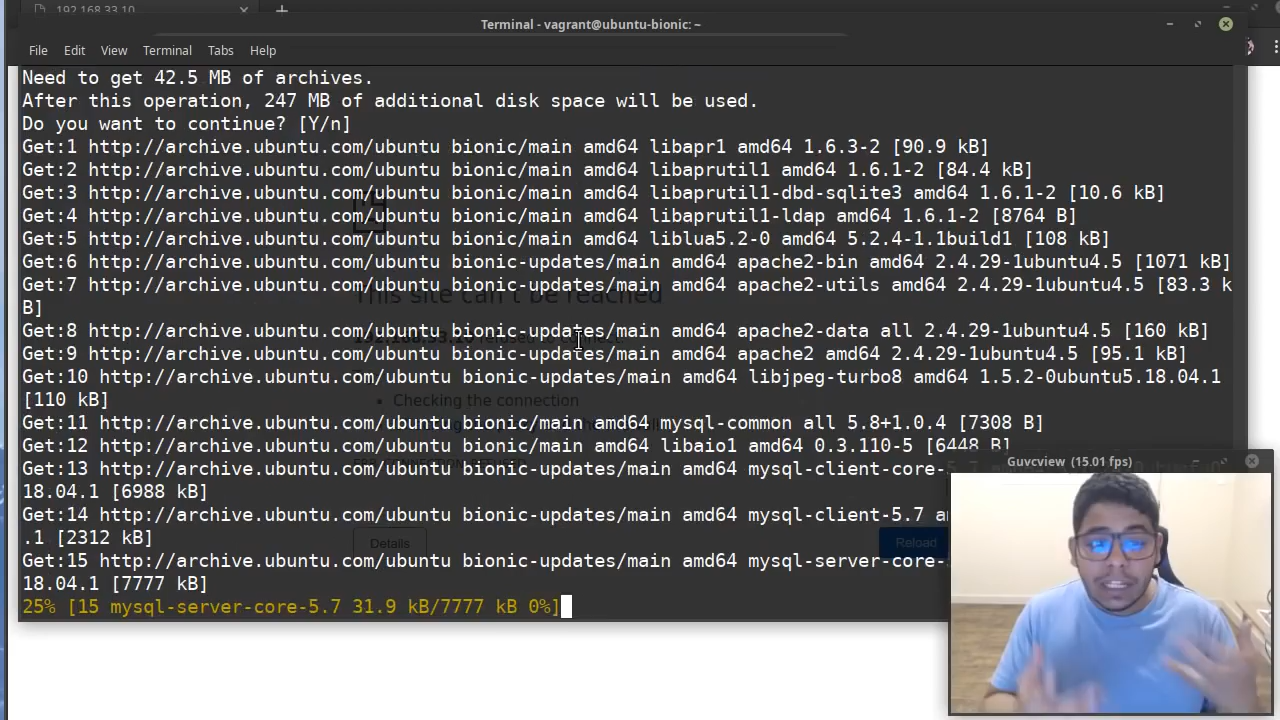 192.168.33.10
Terminal - vagrant@ubuntu-bionic: ~
File Edit View Terminal Tabs Help
Need to get 42.5 MB of archives.
After this operation, 247 MB of additional disk space will be used.
Do you want to continue? [Y/n]
Get:1 http://archive.ubuntu.com/ubuntu bionic/main amd64 libapr1 amd64 1.6.3-2 [90.9 kB]
Get:2 http://archive.ubuntu.com/ubuntu bionic/main amd64 libaprutil1 amd64 1.6.1-2 [84.4 kB]
Get:3 http://archive.ubuntu.com/ubuntu bionic/main amd64 libaprutil1-dbd-sqlite3 amd64 1.6.1-2 [10.6 kB]
Get:4 http://archive.ubuntu.com/ubuntu bionic/main amd64 libaprutil1-ldap amd64 1.6.1-2 [8764 B]
Get:5 http://archive.ubuntu.com/ubuntu bionic/main amd64 liblua5.2-0 amd64 5.2.4-1.1build1 [108 kB]
Get:6 http://archive.ubuntu.com/ubuntu bionic-updates/main amd64 apache2-bin amd64 2.4.29-1ubuntu4.5 [1071 kB]
Get:7 http://archive.ubuntu.com/ubuntu bionic-updates/main amd64 apache2-utils amd64 2.4.29-1ubuntu4.5 [83.3 k
B]
This site can't be reached
Get:8 http://archive.ubuntu.com/ubuntu bionic-updates/main amd64 apache2-data all 2.4.29-1ubuntu4.5 [160 kB]
192.168.33.10 refused to connect.
Get:9 http://archive.ubuntu.com/ubuntu bionic-updates/main amd64 apache2 amd64 2.4.29-1ubuntu4.5 [95.1 kB]
Get:10 http://archive.ubuntu.com/ubuntu bionic-updates/main amd64 libjpeg-turbo8 amd64 1.5.2-0ubuntu5.18.04.1
[110 kB]
Checking the connection
Get:11 http://archive.ubuntu.com/ubuntu bionic/main amd64 mysql-common all 5.8+1.0.4 [7308 B]
Get:12 http://archive.ubuntu.com/ubuntu bionic/main amd64 libaio1 amd64 0.3.110-5 [6448 B]
Get:13 http://archive.ubuntu.com/ubuntu bionic-updates/main amd64 mysql-client-core-
18.04.1 [6988 kB]
Get:14 http://archive.ubuntu.com/ubuntu bionic-updates/main amd64 mysql-client-5.7
.1 [2312 kB]
Details Reload
Get:15 http://archive.ubuntu.com/ubuntu bionic-updates/main amd64 mysql-server-core-
18.04.1 [7777 kB]
25% [15 mysql-server-core-5.7 31.9 kB/7777 kB 0%]
Guvcview (15.01 fps)